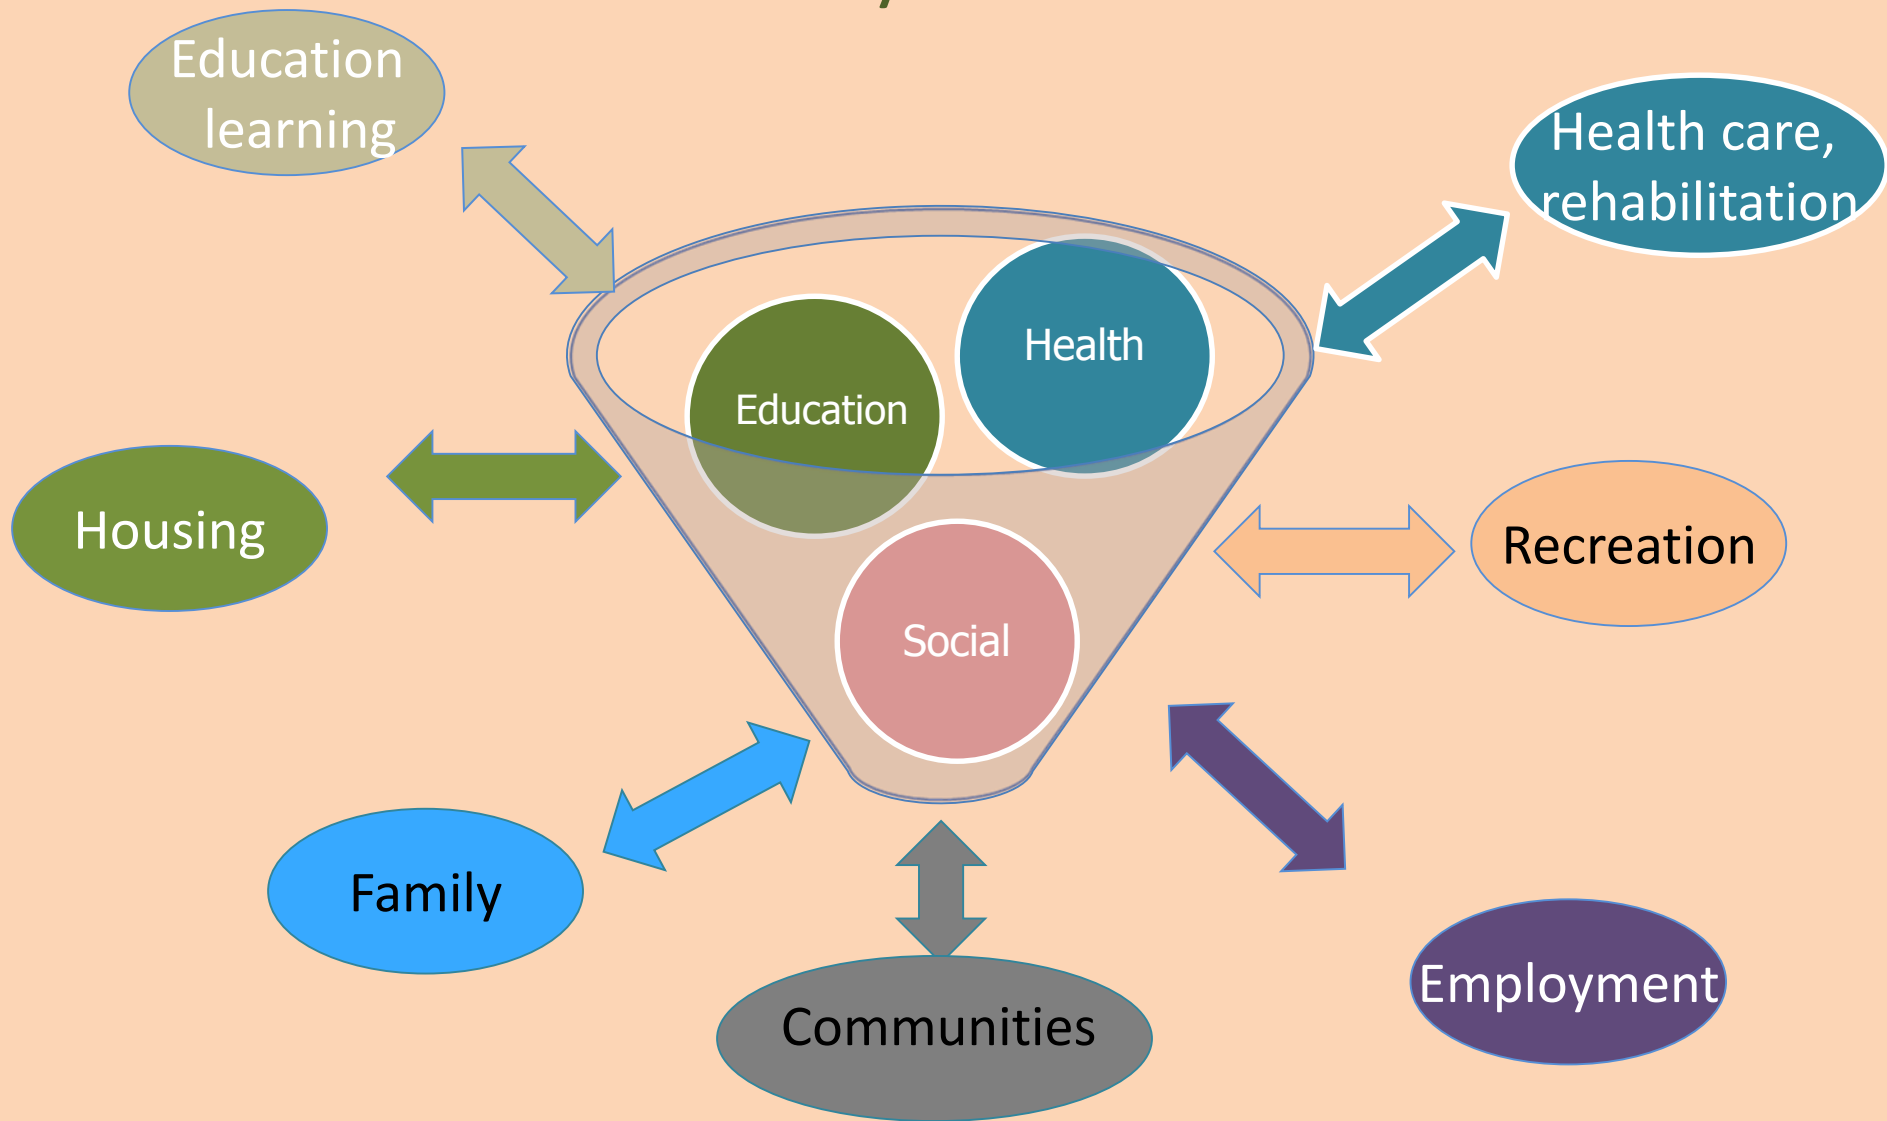 Education
learning
Health care,
rehabilitation
Health
Education
Housing
Recreation
Social
Family
Employment
Communities